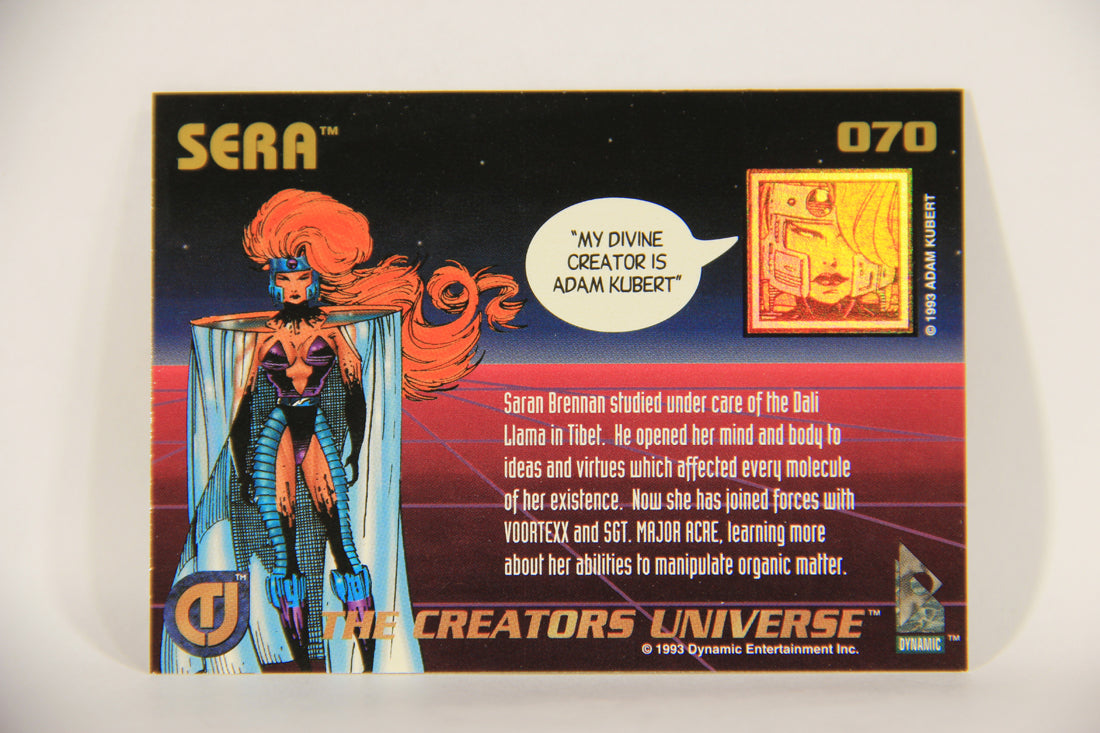 SERA™
070
"MY DIVINE
CREATOR IS
ADAM KUBERT"
© 1993 ADAM KUBERT
Saran Brennan studied under care of the Dali
Llama in Tibet. He opened her mind and body to
ideas and virtues which affected every molecule
of her existence. Now she has joined forces with
VOORTEXX and SGT. MAJOR ACRE, learning more
about her abilities to manipulate organic matter.
TM
THE CREATORS UNIVERSE™
© 1993 Dynamic Entertainment Inc.
DYNAMIC ™